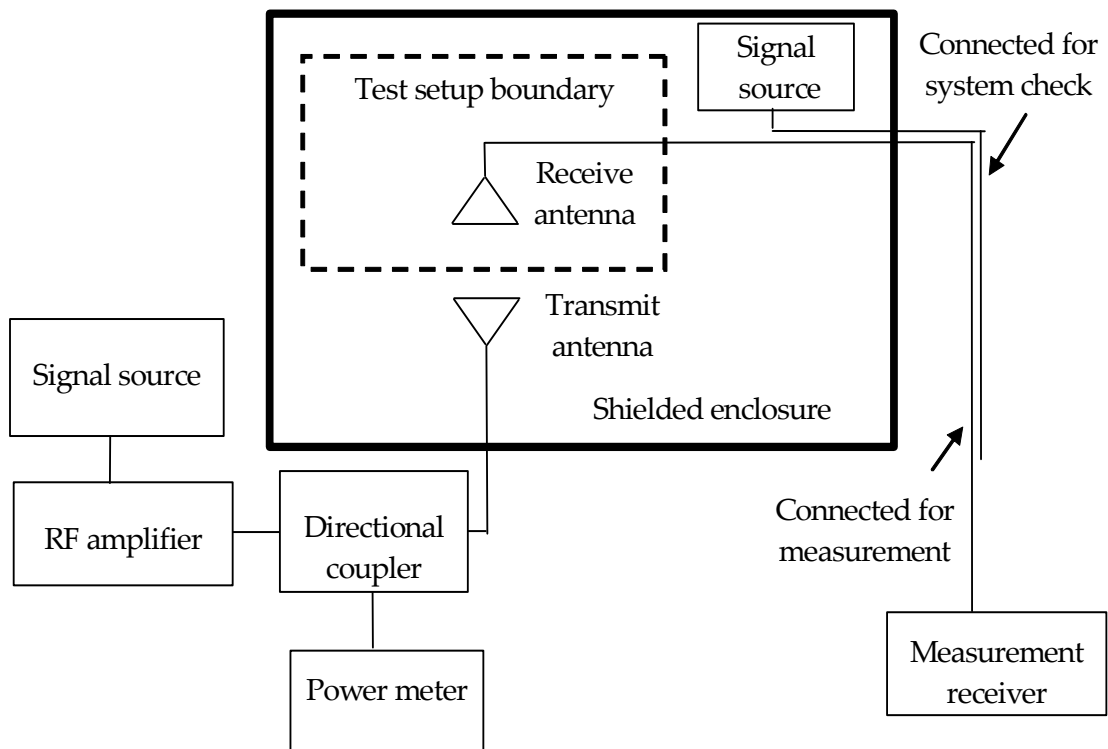 Signal
source
Connected for
system check
Test setup boundary
Receive
antenna
Transmit
antenna
Signal source
Shielded enclosure
RF amplifier
Directional
coupler
Connected for
measurement
Power meter
Measurement
receiver